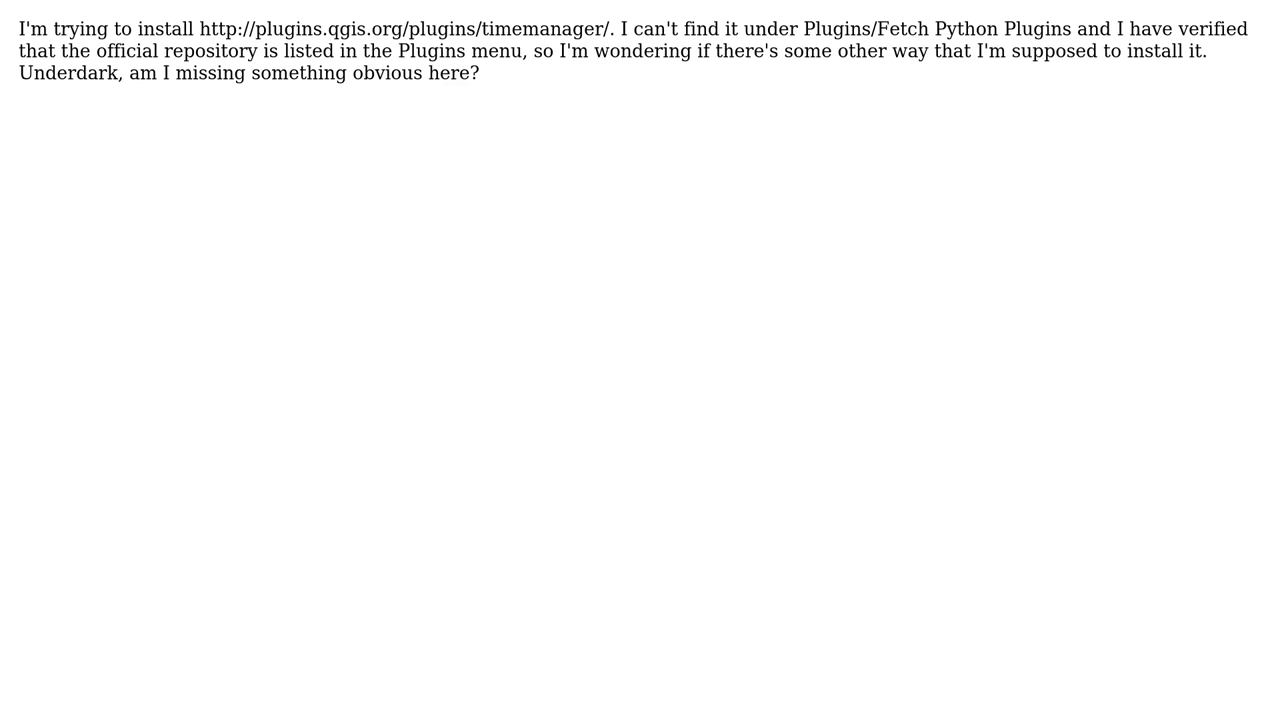 I'm trying to install http://plugins.qgis.org/plugins/timemanager/. I can't find it under Plugins/Fetch Python Plugins and I have verified
that the official repository is listed in the Plugins menu, so I'm wondering if there's some other way that I'm supposed to install it.
Underdark, am I missing something obvious here?